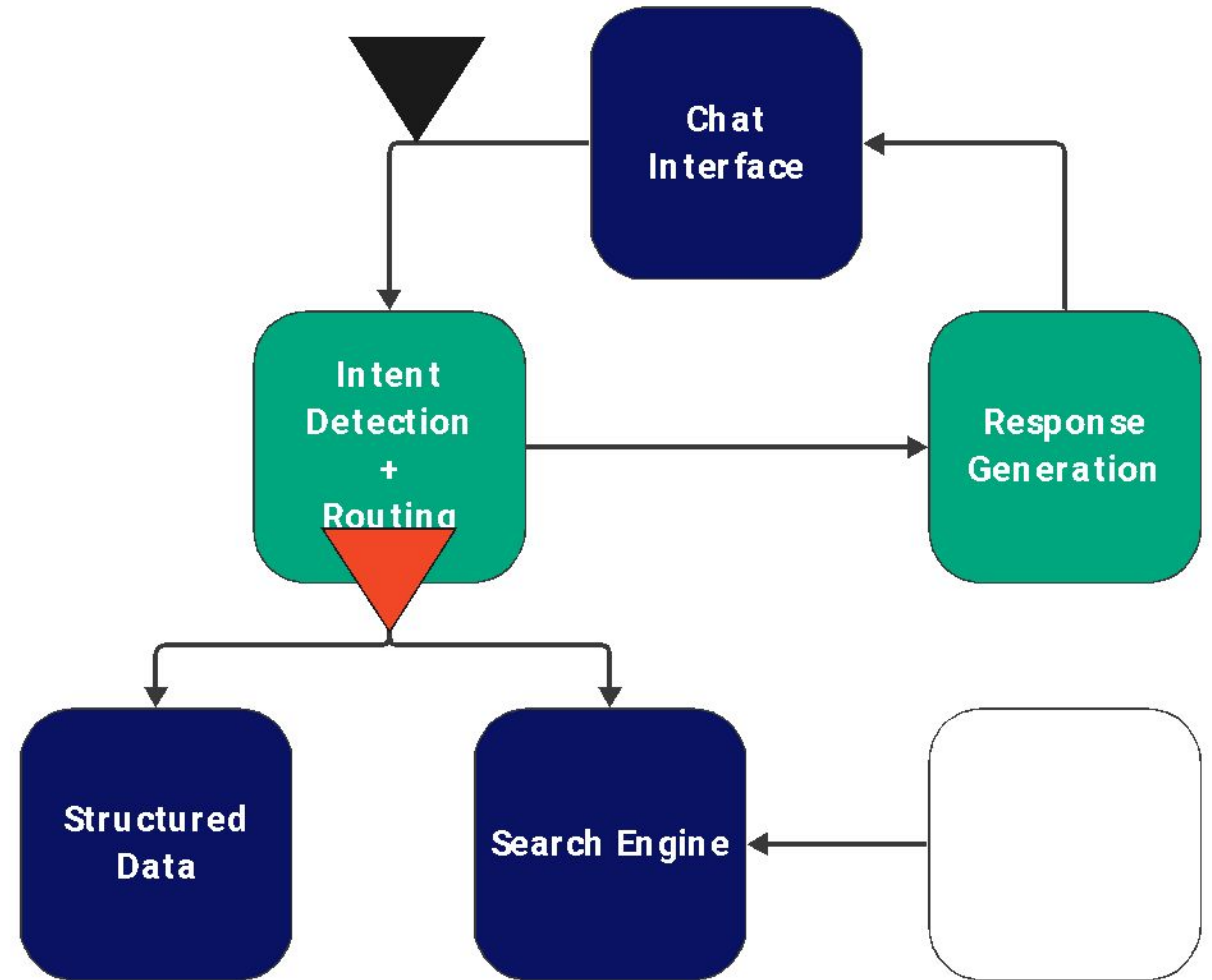 Chat
Interface
Intent
Detection
+
Routing
Response
Generation
Structured
Data
Search Engine